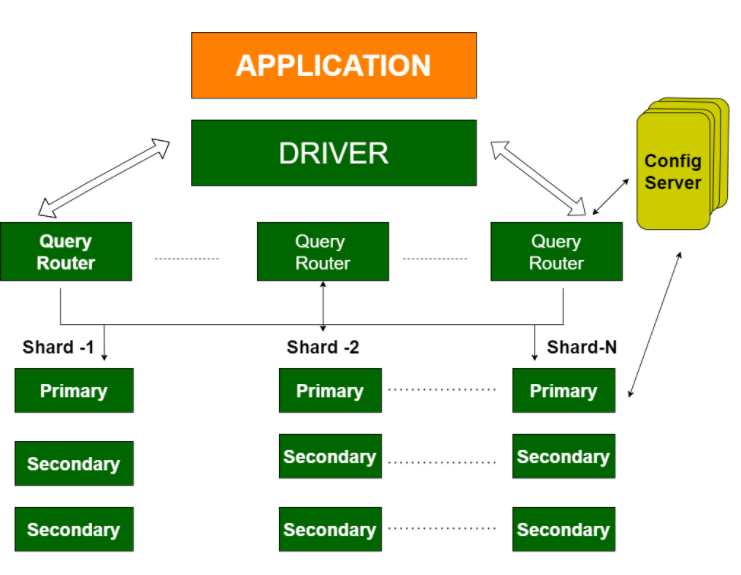 APPLICATION
DRIVER
Config
Server
Query
Router
Query
Router
Query
Router
Shard -1
Shard -2
Shard-N
Primary
Primary
Primary
Secondary
Secondary
Secondary
Secondary
Secondary
Secondary